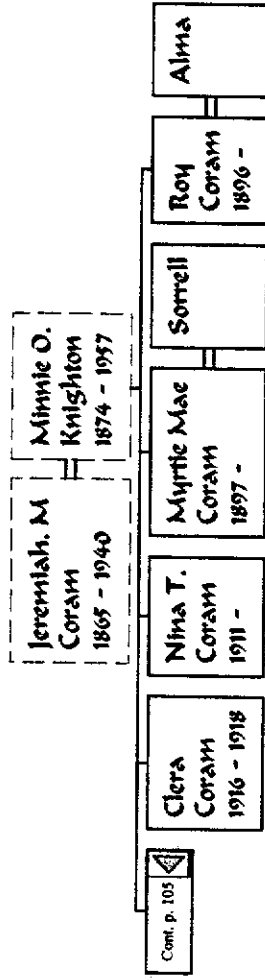 Jeremiah. M
Coram
1865 - 1940
Minnie O.
Knighton
1874 - 1957
Cont. p. 105
Clera
Coram
1916 - 1918
Nina T.
Coram
1911 -
Myrtle Mae
Coram
1897 -
Sorrell
Roy
Coram
1896 -
Alma